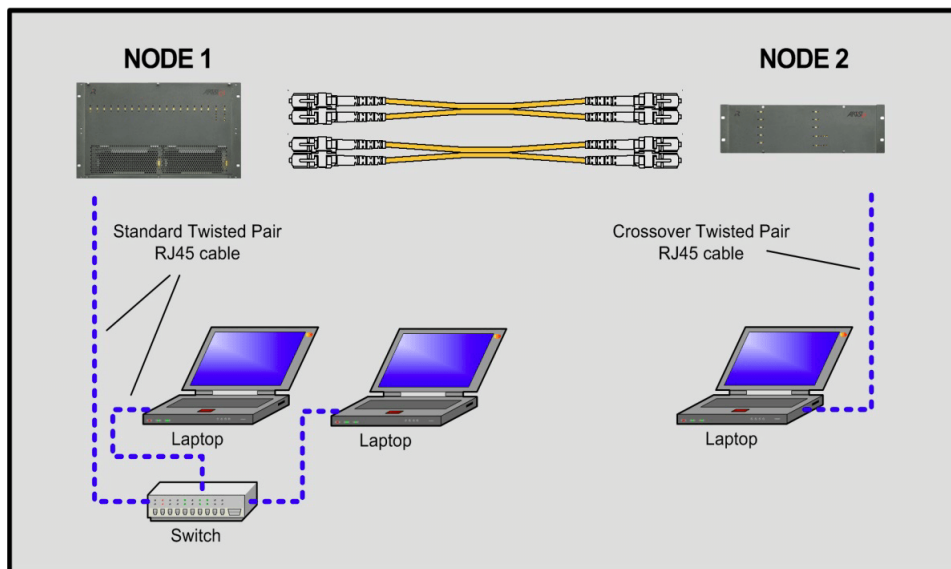 NODE 1
NODE 2
Standard Twisted Pair
RJ45 cable
Crossover Twisted Pair
RJ45 cable
Laptop
Laptop
Laptop
Switch